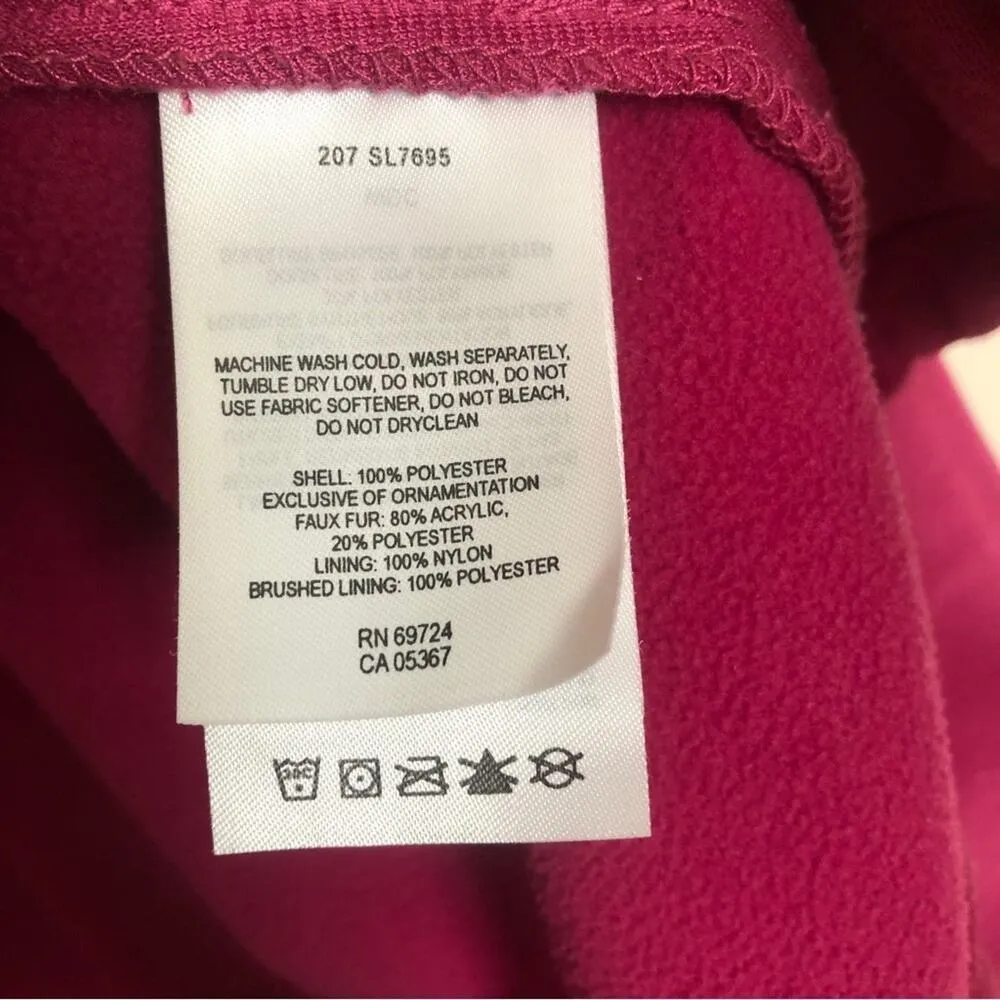 207 SL7695
MACHINE WASH COLD, WASH SEPARATELY,
TUMBLE DRY LOW, DO NOT IRON, DO NOT
USE FABRIC SOFTENER, DO NOT BLEACH,
DO NOT DRYCLEAN
SHELL: 100% POLYESTER
EXCLUSIVE OF ORNAMENTATION
FAUX FUR: 80% ACRYLIC,
20% POLYESTER
LINING: 100% NYLON
BRUSHED LINING: 100% POLYESTER
RN 69724
CA 05367
30C